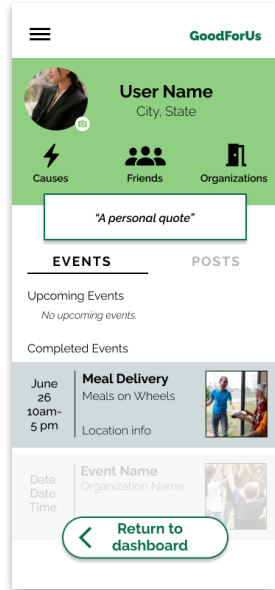 GoodForUs
User Name
City, State
Causes
Friends
Organizations
"A personal quote"
EVENTS
POSTS
Upcoming Events
No upcoming events.
Completed Events
June
26
10am-
5 pm
Meal Delivery
Meals on Wheels
Location info
Date
Date
Time
Event Name
Organization Name
Return to
dashboard